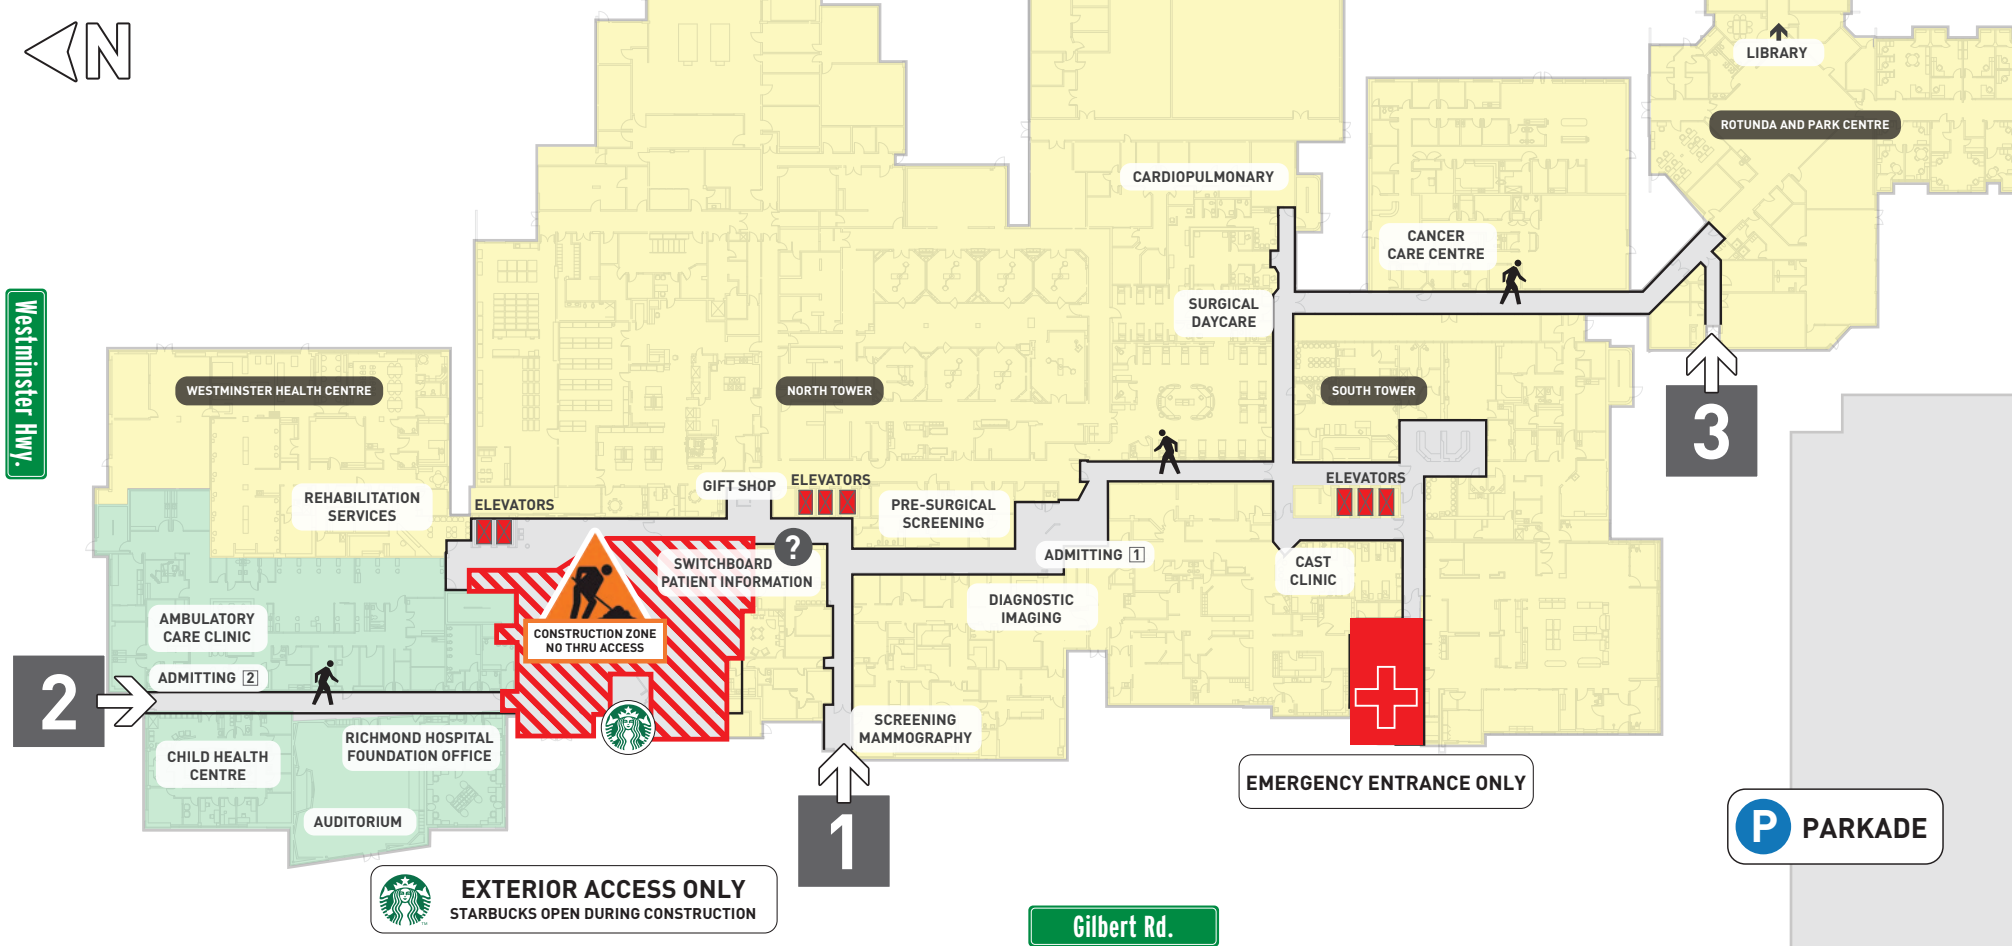 N
LIBRARY
ROTUNDA AND PARK CENTRE
CARDIOPULMONARY
CANCER
CARE CENTRE
SURGICAL
DAYCARE
Westminster Hwy.
WESTMINSTER HEALTH CENTRE
NORTH TOWER
SOUTH TOWER
3
REHABILITATION
SERVICES
ELEVATORS
GIFT SHOP
ELEVATORS
PRE-SURGICAL
SCREENING
ELEVATORS
?
SWITCHBOARD
PATIENT INFORMATION
ADMITTING 1
CAST
CLINIC
DIAGNOSTIC
IMAGING
AMBULATORY
CARE CLINIC
CONSTRUCTION ZONE
NO THRU ACCESS
ADMITTING 2
2
CHILD HEALTH
CENTRE
RICHMOND HOSPITAL
FOUNDATION OFFICE
SCREENING
MAMMOGRAPHY
AUDITORIUM
1
EMERGENCY ENTRANCE ONLY
P PARKADE
EXTERIOR ACCESS ONLY
STARBUCKS OPEN DURING CONSTRUCTION
Gilbert Rd.